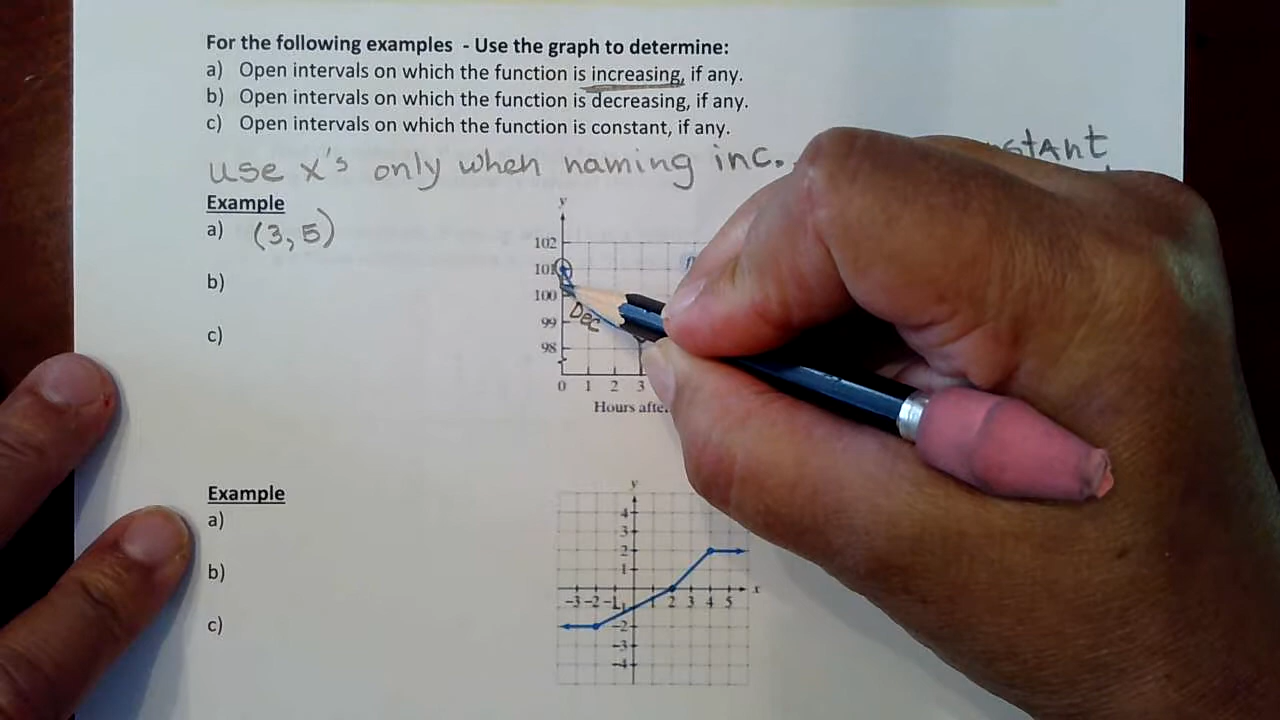 For the following examples - Use the graph to determine:
a) Open intervals on which the function is increasing, if any.
b) Open intervals on which the function is decreasing, if any.
c) Open intervals on which the function is constant, if any.
use x's only when naming inc.
Example
y
a) (3,5)
102
101
b)
100
Dec
99
c)
98
0 1 2 3
Hours
Example
y
a)
4
3
2
b)
1
x
-3 -2 -1 1 2 3 4 5
c)
-2
-3
-4